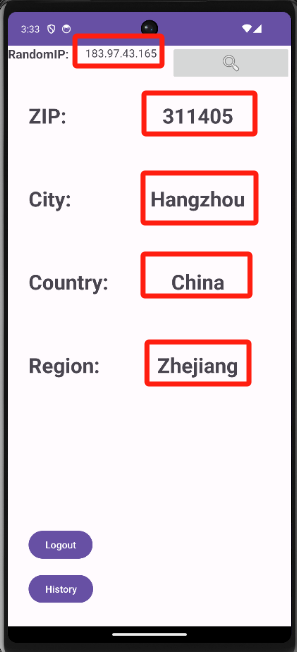 3:33
RandomIP: 183.97.43.165
ZIP: 311405
City: Hangzhou
Country: China
Region: Zhejiang
Logout
History